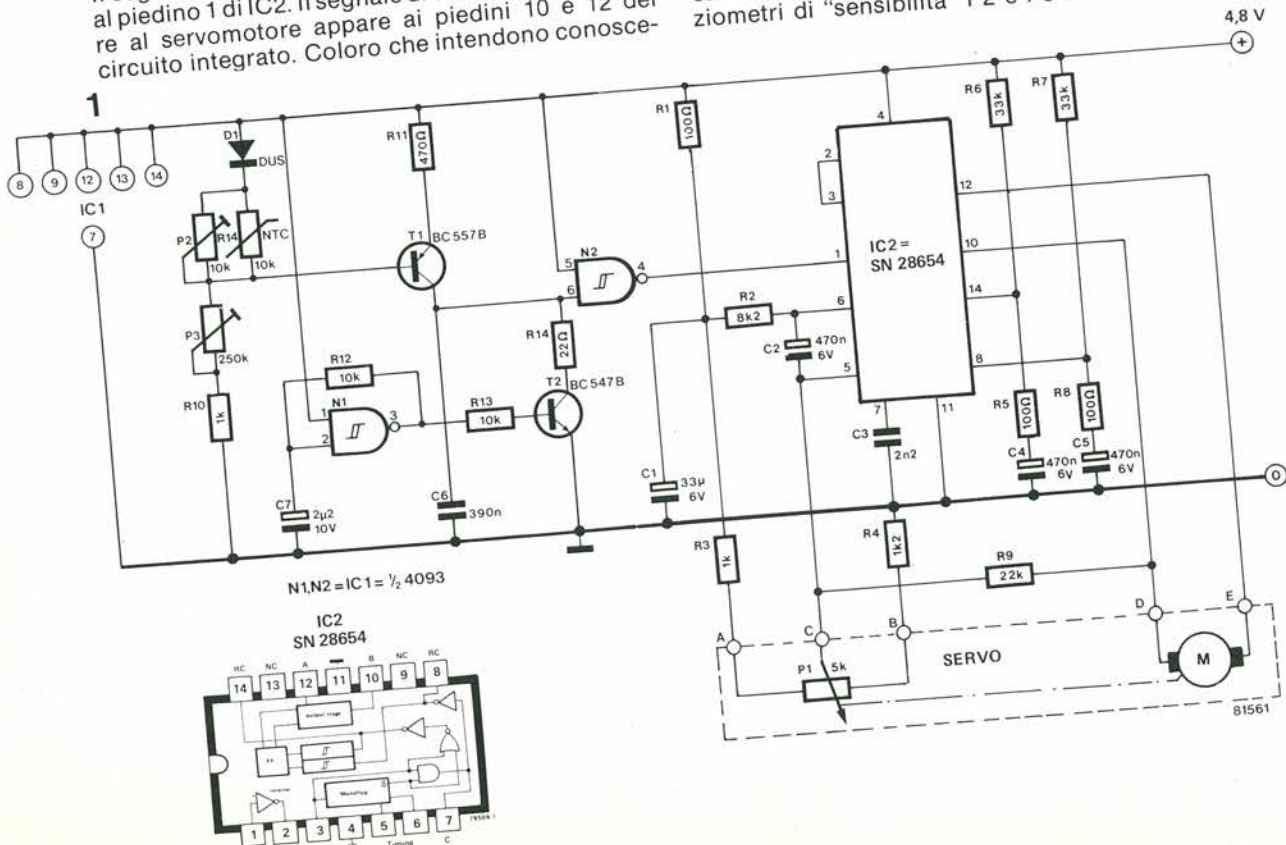 al piedino 1 di IC2. Il segnale
re al servomotore appare ai piedini 10 e 12 del
circuito integrato. Coloro che intendono conosce-
ziometri di "sensibilità"
4,8 V
+
1
8
9
12
13
14
IC1
7
D1
DUS
P2
10k
R14
NTC
10k
P3
250k
R10
1k
R11
470Ω
T1
BC557B
R12
10k
N1
1
2
3
R13
10k
C7
2µ2
10V
C6
390n
N2
5
6
4
R14
22Ω
T2
BC547B
R1
100Ω
R2
8k2
C2
470n
6V
C1
33µ
6V
R3
1k
IC2=
SN 28654
4
2
3
1
6
5
7
11
12
10
14
8
C3
2n2
R4
1k2
R6
33k
R7
33k
R5
100Ω
R8
100Ω
C4
470n
6V
C5
470n
6V
0
R9
22k
A
C
B
D
E
P1
5k
SERVO
M
81561
N1,N2 = IC1 = ½ 4093
IC2
SN 28654
RC NC A B NC RC
14 13 12 11 10 9 8
output stage
Inverter
Monoflop
1 2 3 4 5 6 7
Timing
C